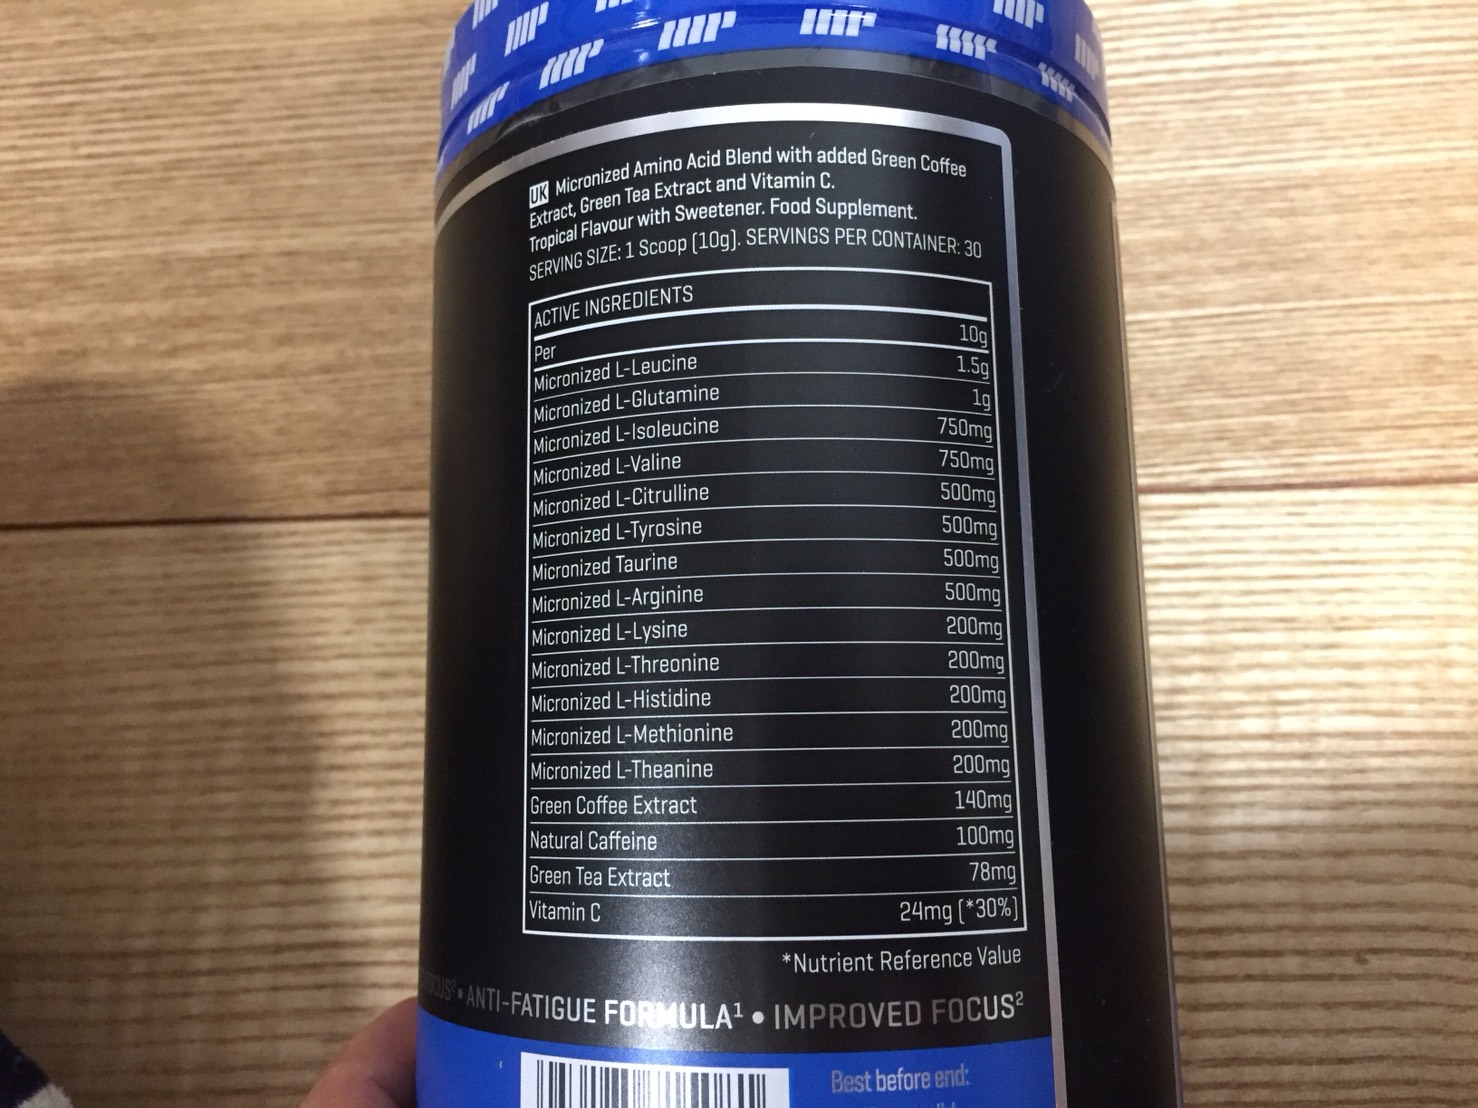 UK Micronized Amino Acid Blend with added Green Coffee
Extract, Green Tea Extract and Vitamin C.
Tropical Flavour with Sweetener. Food Supplement.
SERVING SIZE: 1 Scoop (10g). SERVINGS PER CONTAINER: 30
ACTIVE INGREDIENTS
Per 10g
Micronized L-Leucine 1.5g
Micronized L-Glutamine 1g
Micronized L-Isoleucine 750mg
Micronized L-Valine 750mg
Micronized L-Citrulline 500mg
Micronized L-Tyrosine 500mg
Micronized Taurine 500mg
Micronized L-Arginine 500mg
Micronized L-Lysine 200mg
Micronized L-Threonine 200mg
Micronized L-Histidine 200mg
Micronized L-Methionine 200mg
Micronized L-Theanine 200mg
Green Coffee Extract 140mg
Natural Caffeine 100mg
Green Tea Extract 78mg
Vitamin C 24mg (*30%)
*Nutrient Reference Value
• ANTI-FATIGUE FORMULA¹ • IMPROVED FOCUS²
Best before end: